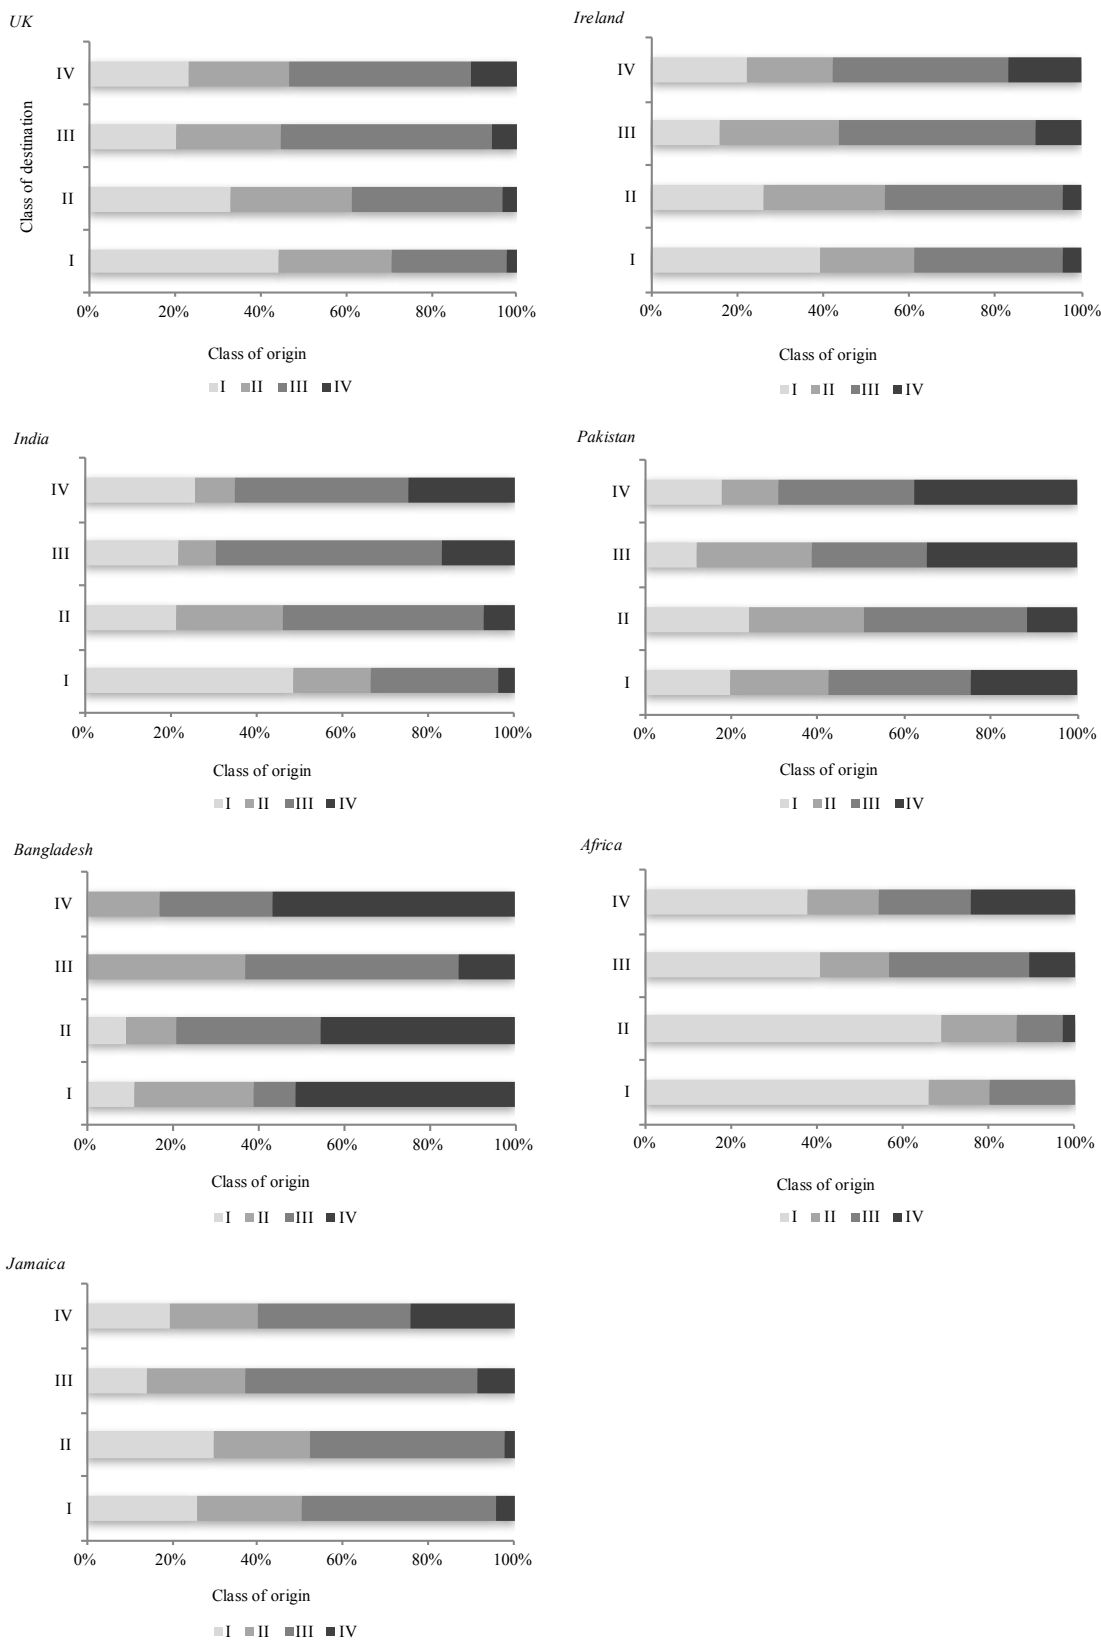 UK
Class of destination
IV
III
II
I
0% 20% 40% 60% 80% 100%
Class of origin
I II III IV
Ireland
IV
III
II
I
0% 20% 40% 60% 80% 100%
Class of origin
I II III IV
India
IV
III
II
I
0% 20% 40% 60% 80% 100%
Class of origin
I II III IV
Pakistan
IV
III
II
I
0% 20% 40% 60% 80% 100%
Class of origin
I II III IV
Bangladesh
IV
III
II
I
0% 20% 40% 60% 80% 100%
Class of origin
I II III IV
Africa
IV
III
II
I
0% 20% 40% 60% 80% 100%
Class of origin
I II III IV
Jamaica
IV
III
II
I
0% 20% 40% 60% 80% 100%
Class of origin
I II III IV